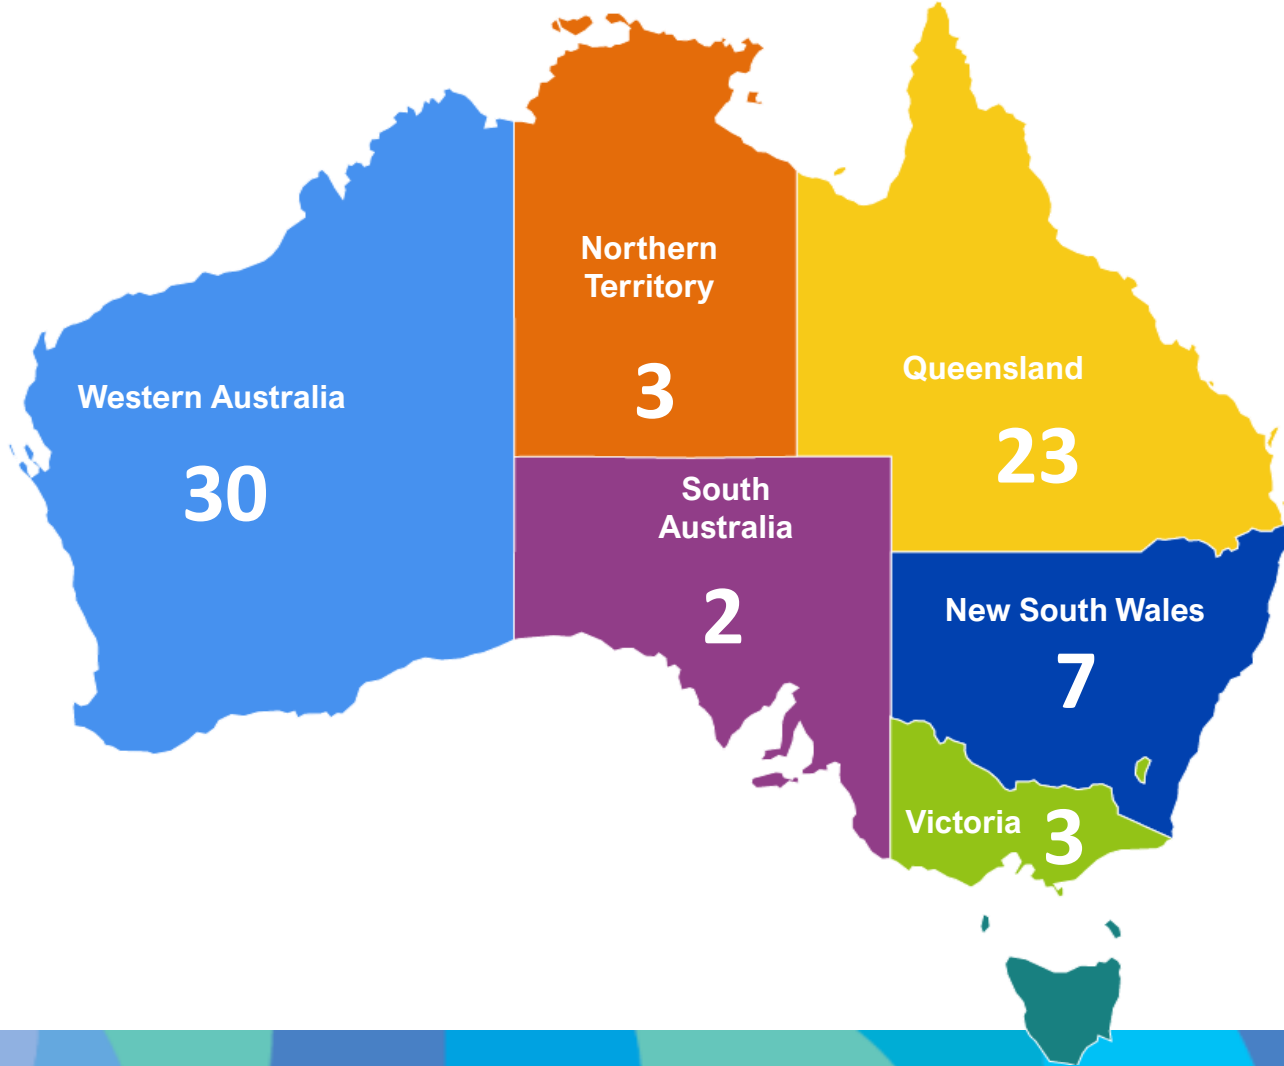 Northern
Territory
3
Queensland
23
Western Australia
30
South
Australia
2
New South Wales
7
Victoria 3